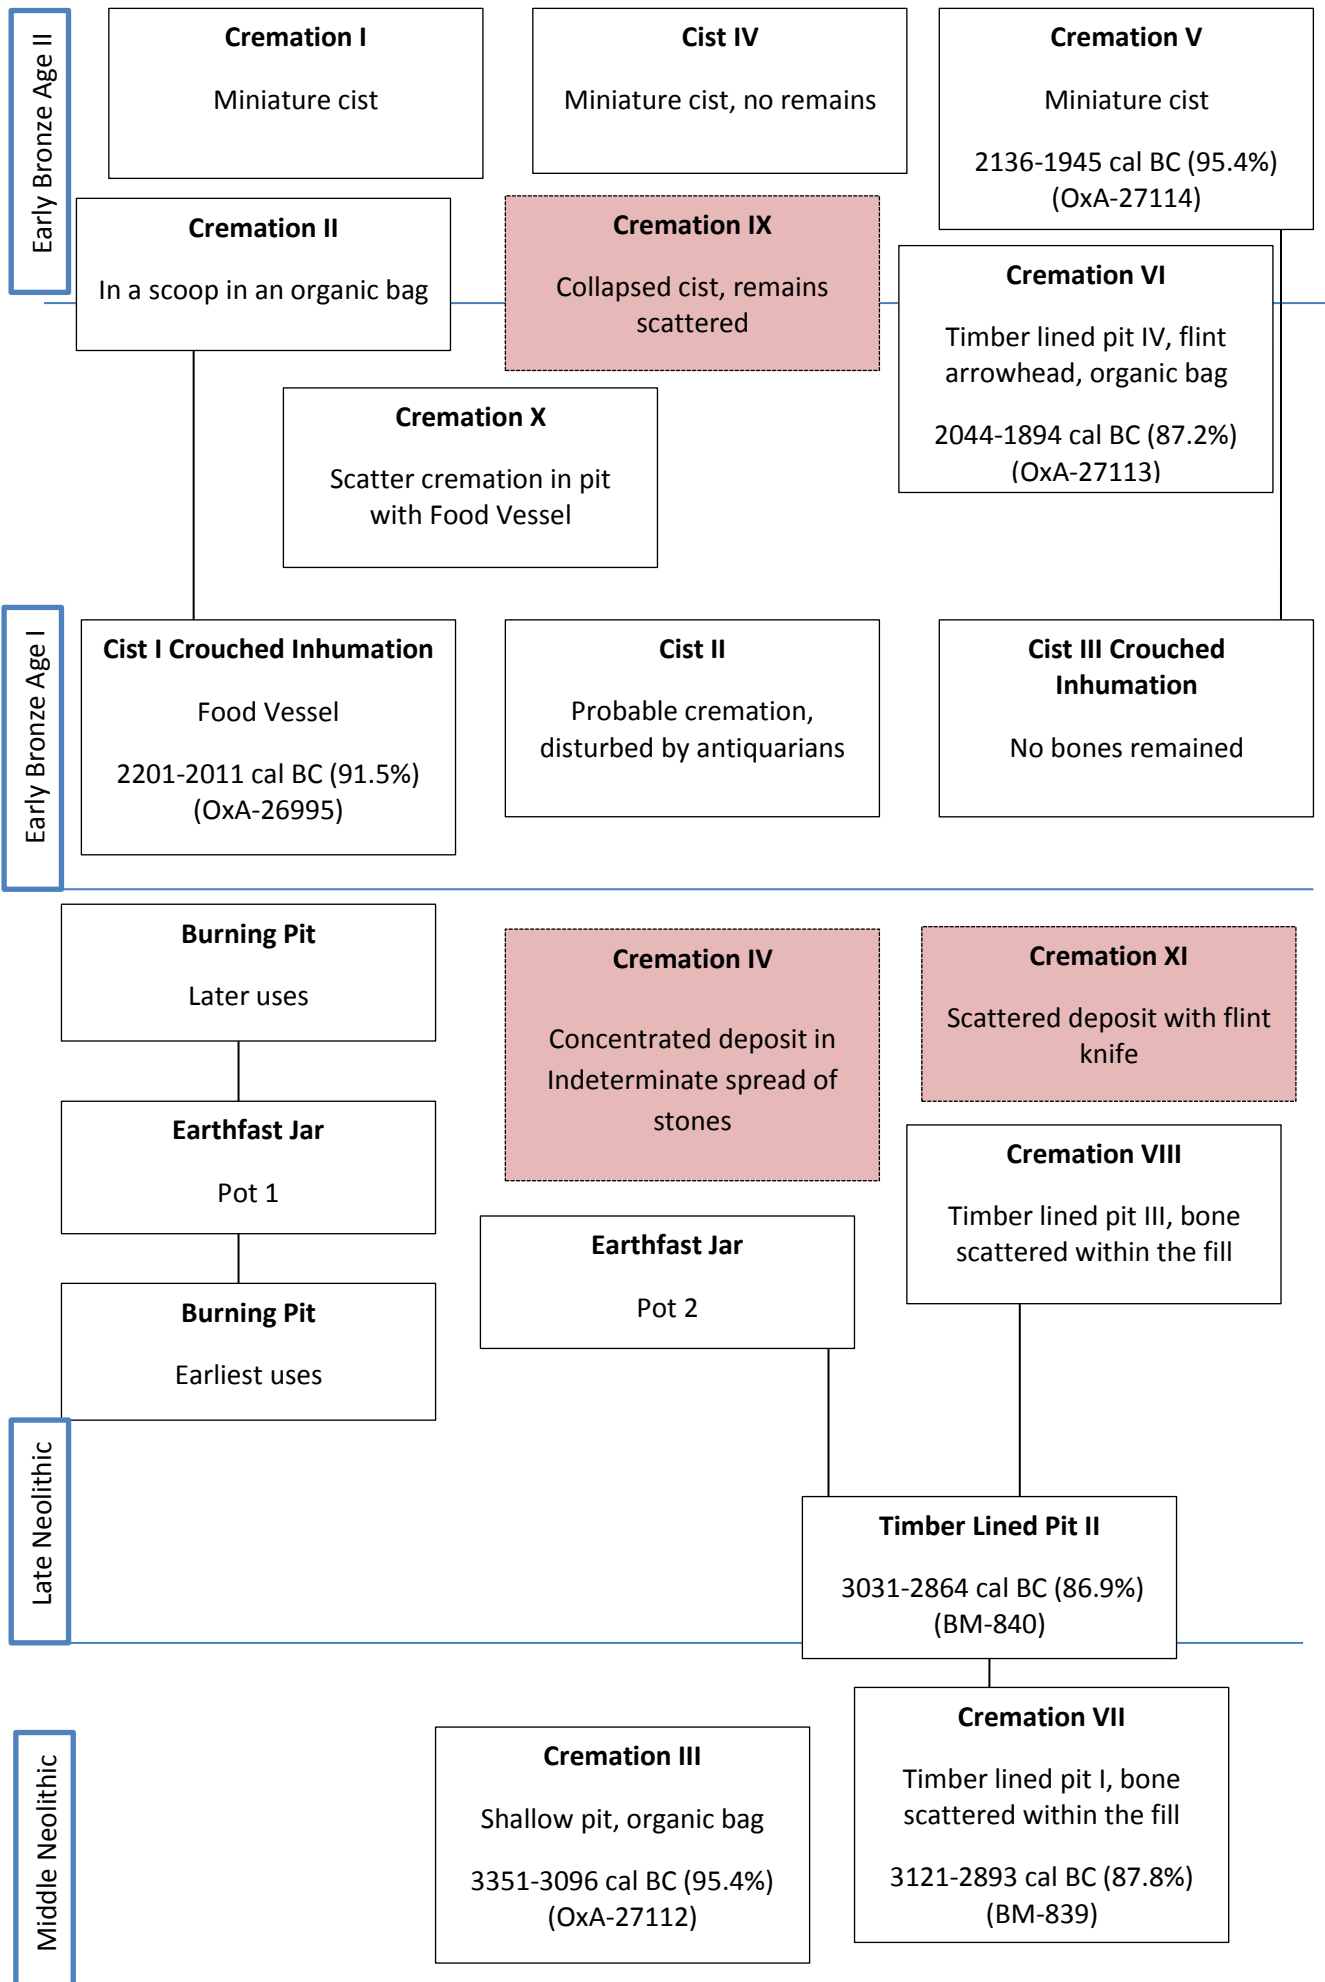 Early Bronze Age II
Cremation I
Miniature cist
Cist IV
Miniature cist, no remains
Cremation V
Miniature cist
2136-1945 cal BC (95.4%)
(OxA-27114)
Cremation II
In a scoop in an organic bag
Cremation IX
Collapsed cist, remains
scattered
Cremation VI
Timber lined pit IV, flint
arrowhead, organic bag
2044-1894 cal BC (87.2%)
(OxA-27113)
Cremation X
Scatter cremation in pit
with Food Vessel
Early Bronze Age I
Cist I Crouched Inhumation
Food Vessel
2201-2011 cal BC (91.5%)
(OxA-26995)
Cist II
Probable cremation,
disturbed by antiquarians
Cist III Crouched
Inhumation
No bones remained
Burning Pit
Later uses
Cremation IV
Concentrated deposit in
Indeterminate spread of
stones
Cremation XI
Scattered deposit with flint
knife
Earthfast Jar
Pot 1
Cremation VIII
Timber lined pit III, bone
scattered within the fill
Earthfast Jar
Pot 2
Burning Pit
Earliest uses
Late Neolithic
Timber Lined Pit II
3031-2864 cal BC (86.9%)
(BM-840)
Middle Neolithic
Cremation III
Shallow pit, organic bag
3351-3096 cal BC (95.4%)
(OxA-27112)
Cremation VII
Timber lined pit I, bone
scattered within the fill
3121-2893 cal BC (87.8%)
(BM-839)